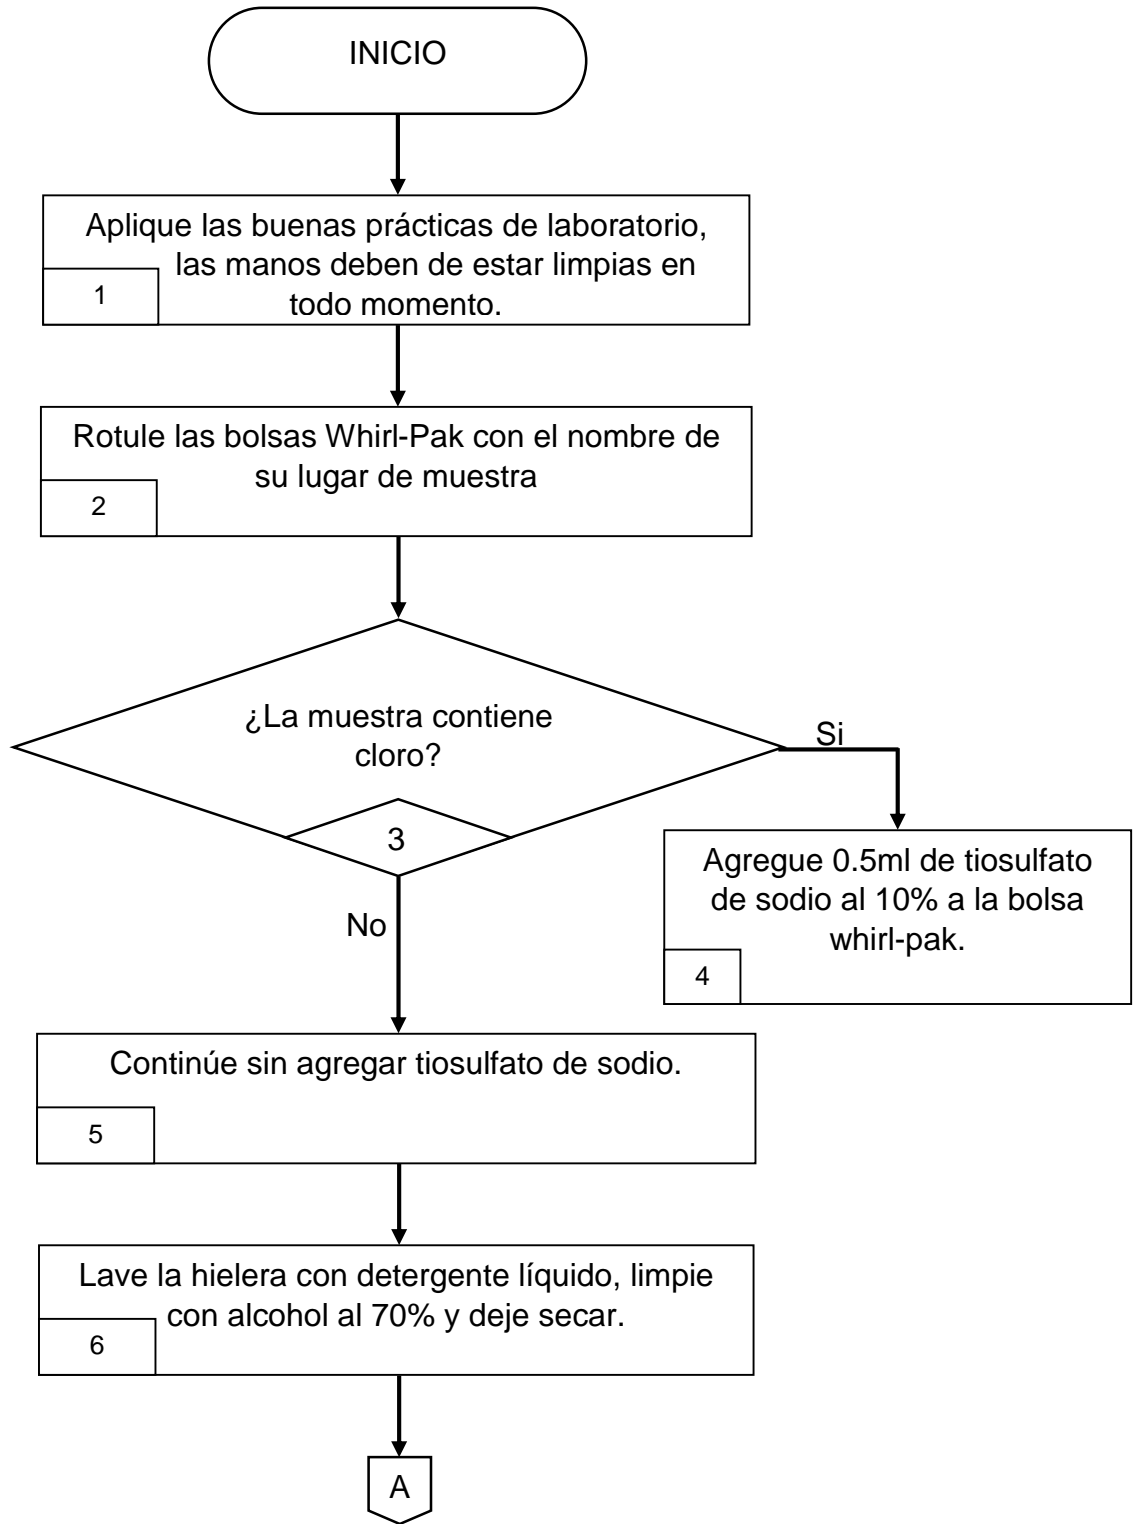 INICIO
Aplique las buenas prácticas de laboratorio,
las manos deben de estar limpias en
todo momento.
1
Rotule las bolsas Whirl-Pak con el nombre de
su lugar de muestra
2
¿La muestra contiene
cloro?
3
Si
Agregue 0.5ml de tiosulfato
de sodio al 10% a la bolsa
whirl-pak.
4
No
Continúe sin agregar tiosulfato de sodio.
5
Lave la hielera con detergente líquido, limpie
con alcohol al 70% y deje secar.
6
A